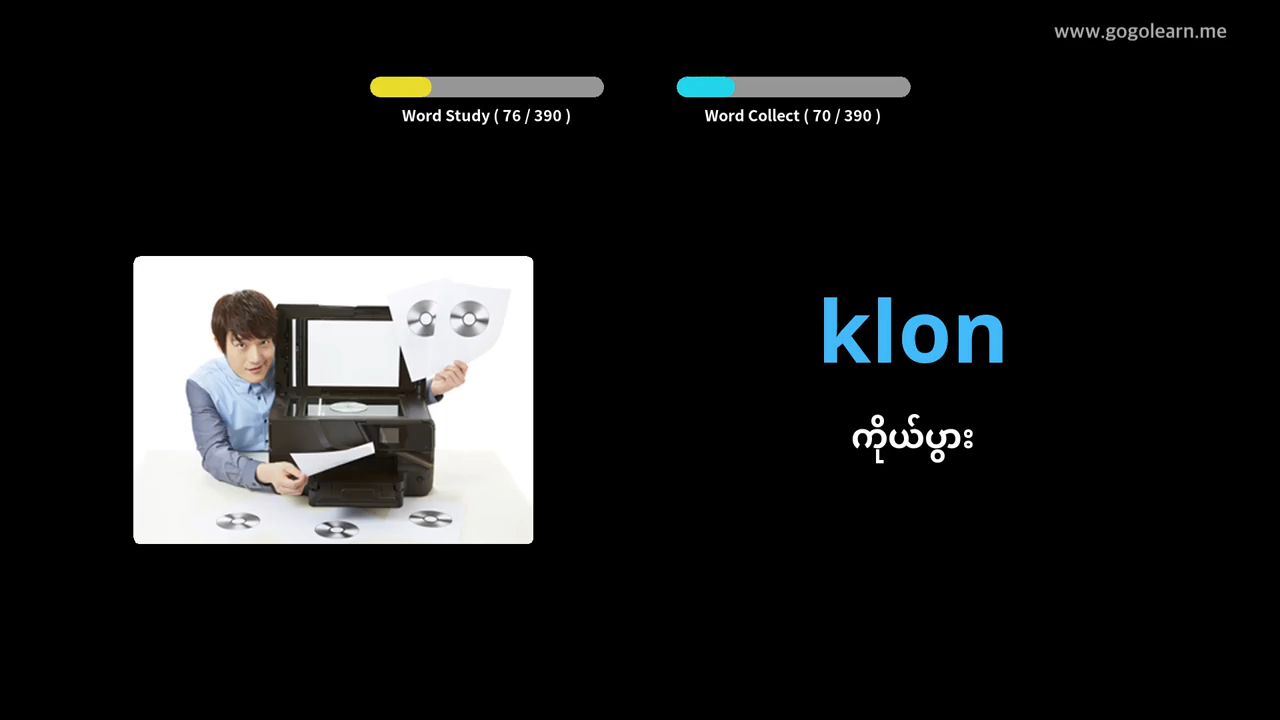 www.gogolearn.me
Word Study ( 76 / 390 )
Word Collect ( 70 / 390 )
klon
ကိုယ်ပွား